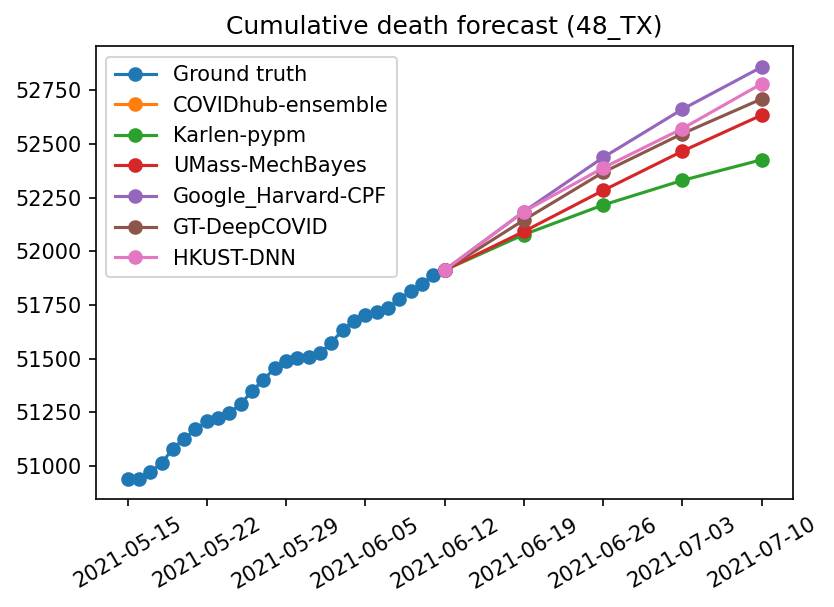 Cumulative death forecast (48_TX)
Ground truth
COVIDhub-ensemble
Karlen-pypm
UMass-MechBayes
Google_Harvard-CPF
GT-DeepCOVID
HKUST-DNN
52750
52500
52250
52000
51750
51500
51250
51000
2021-05-15
2021-05-22
2021-05-29
2021-06-05
2021-06-12
2021-06-19
2021-06-26
2021-07-03
2021-07-10